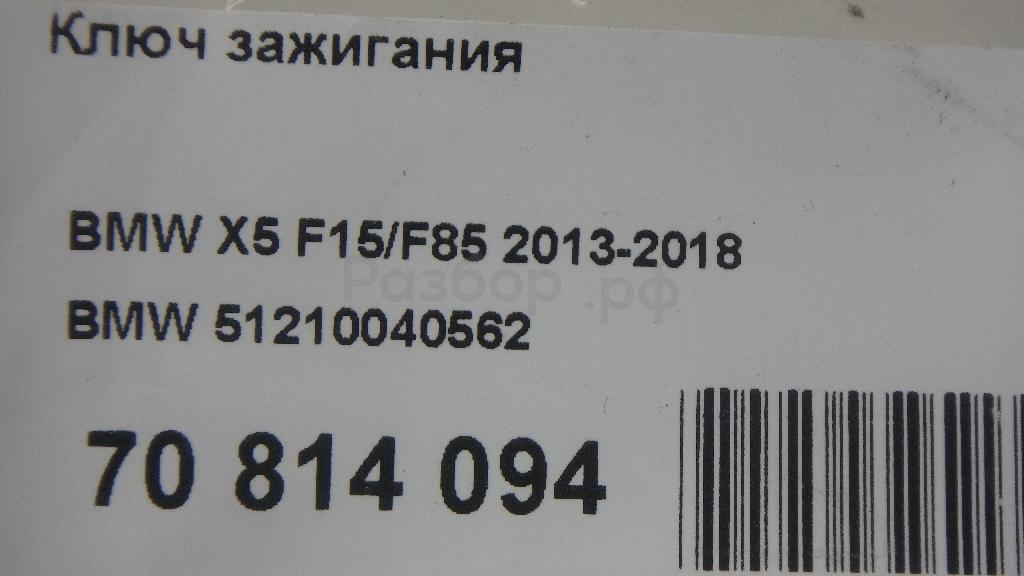 Ключ зажигания
BMW X5 F15/F85 2013-2018
Разбор.рф
BMW 51210040562
70 814 094